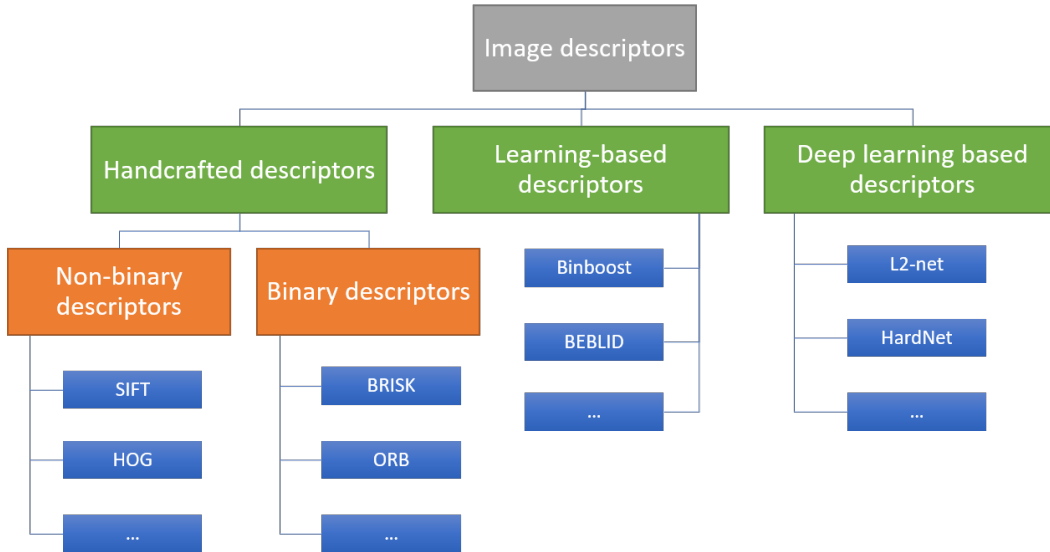 Image descriptors
Handcrafted descriptors
Learning-based
descriptors
Deep learning based
descriptors
Non-binary
descriptors
Binary descriptors
SIFT
HOG
...
BRISK
ORB
...
Binboost
BEBLID
...
L2-net
HardNet
...